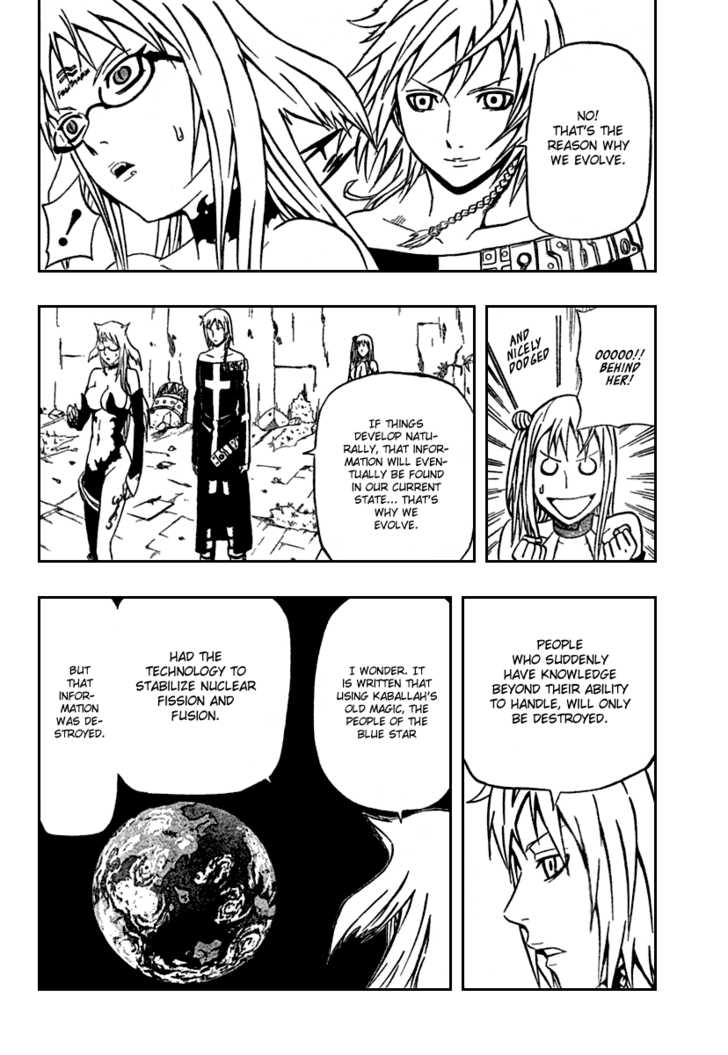 NO!
THAT'S THE
REASON WHY
WE EVOLVE.
!
OOOOO!!
BEHIND
HER!
AND
NICELY
DODGED
IF THINGS
DEVELOP NATU-
RALLY, THAT INFOR-
MATION WILL EVEN-
TUALLY BE FOUND
IN OUR CURRENT
STATE... THAT'S
WHY WE
EVOLVE.
PEOPLE
WHO SUDDENLY
HAVE KNOWLEDGE
BEYOND THEIR ABILITY
TO HANDLE, WILL ONLY
BE DESTROYED.
I WONDER. IT
IS WRITTEN THAT
USING KABALLAH'S
OLD MAGIC, THE
PEOPLE OF THE
BLUE STAR
HAD THE
TECHNOLOGY TO
STABILIZE NUCLEAR
FISSION AND
FUSION.
BUT
THAT
INFOR-
MATION
WAS DE-
STROYED.